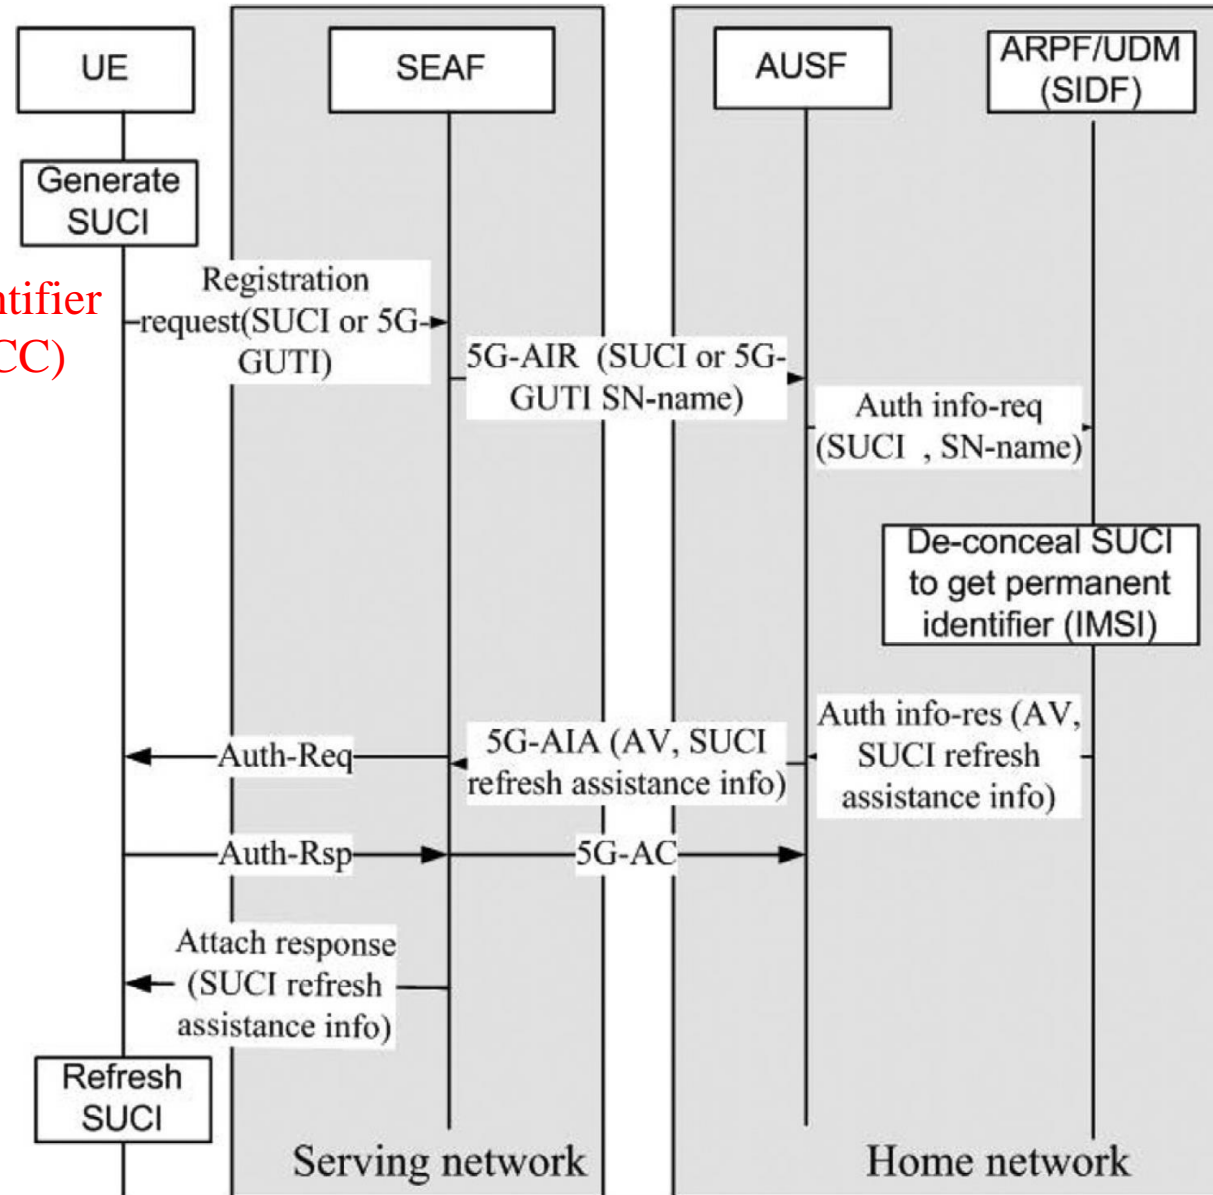 UE
SEAF
AUSF
ARPF/UDM
(SIDF)
Generate
SUCI
ntifier
CC)
Registration
request(SUCI or 5G-
GUTI)
5G-AIR (SUCI or 5G-
GUTI SN-name)
Auth info-req
(SUCI , SN-name)
De-conceal SUCI
to get permanent
identifier (IMSI)
Auth info-res (AV,
SUCI refresh
assistance info)
5G-AIA (AV, SUCI
refresh assistance info)
Auth-Req
Auth-Rsp
5G-AC
Attach response
(SUCI refresh
assistance info)
Refresh
SUCI
Serving network
Home network